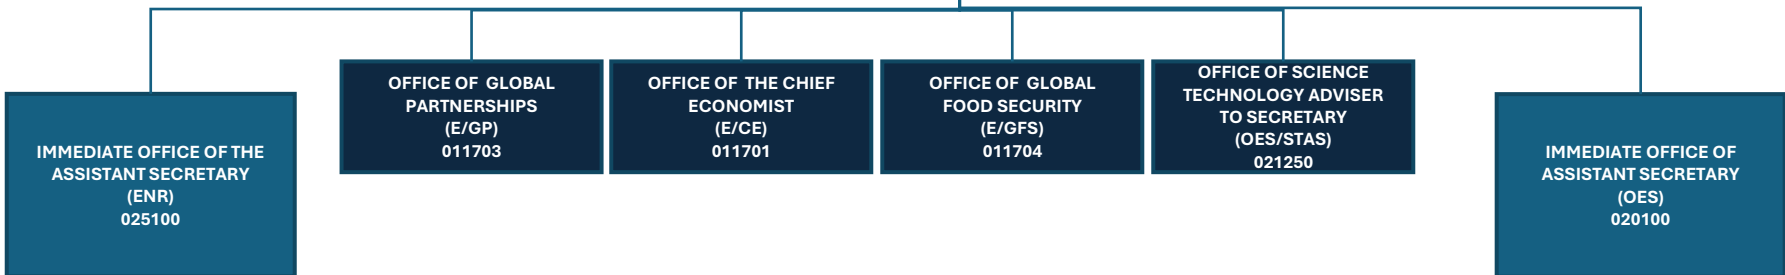 IMMEDIATE OFFICE OF THE
ASSISTANT SECRETARY
(ENR)
025100
OFFICE OF GLOBAL
PARTNERSHIPS
(E/GP)
011703
OFFICE OF THE CHIEF
ECONOMIST
(E/CE)
011701
OFFICE OF GLOBAL
FOOD SECURITY
(E/GFS)
011704
OFFICE OF SCIENCE
TECHNOLOGY ADVISER
TO SECRETARY
(OES/STAS)
021250
IMMEDIATE OFFICE OF
ASSISTANT SECRETARY
(OES)
020100